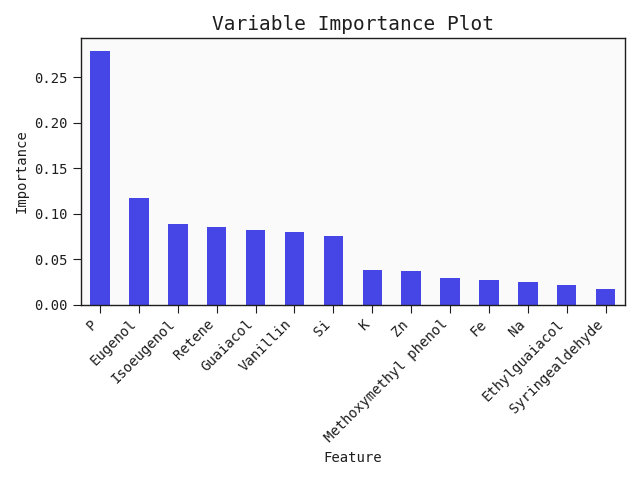 Variable Importance Plot
Importance
0.25
0.20
0.15
0.10
0.05
0.00
P
Eugenol
Isoeugenol
Retene
Guaiacol
Vanillin
Si
K
Zn
Methoxymethyl phenol
Fe
Na
Ethylguaiacol
Syringealdehyde
Feature